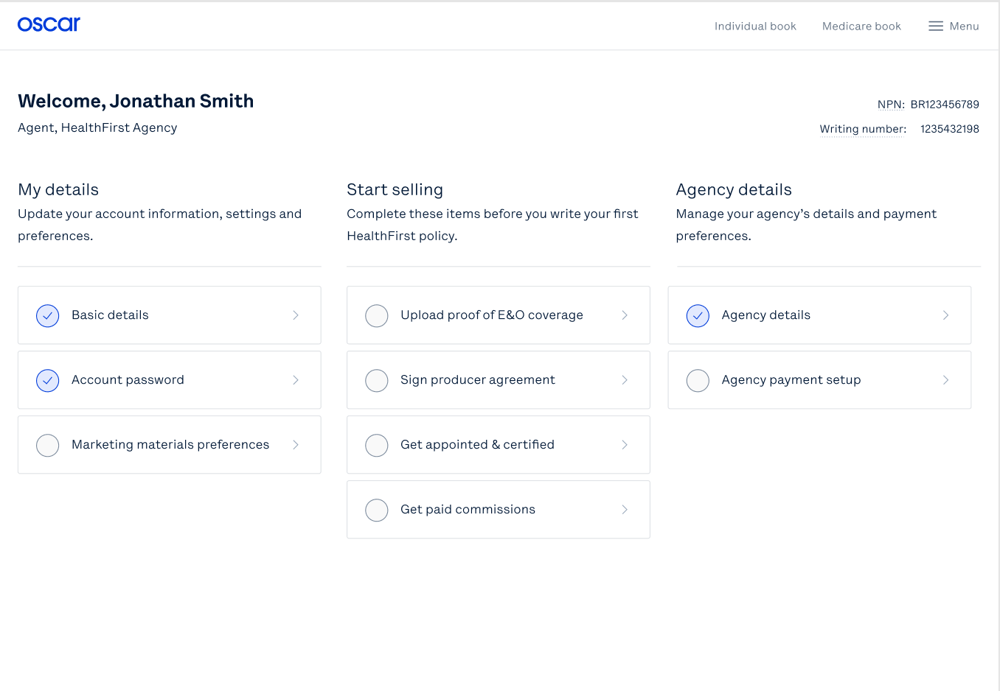 oscar
Individual book
Medicare book
Menu
Welcome, Jonathan Smith
Agent, HealthFirst Agency
NPN: BR123456789
Writing number: 1235432198
My details
Update your account information, settings and
preferences.
Basic details
Account password
Marketing materials preferences
Start selling
Complete these items before you write your first
HealthFirst policy.
Upload proof of E&O coverage
Sign producer agreement
Get appointed & certified
Get paid commissions
Agency details
Manage your agency’s details and payment
preferences.
Agency details
Agency payment setup